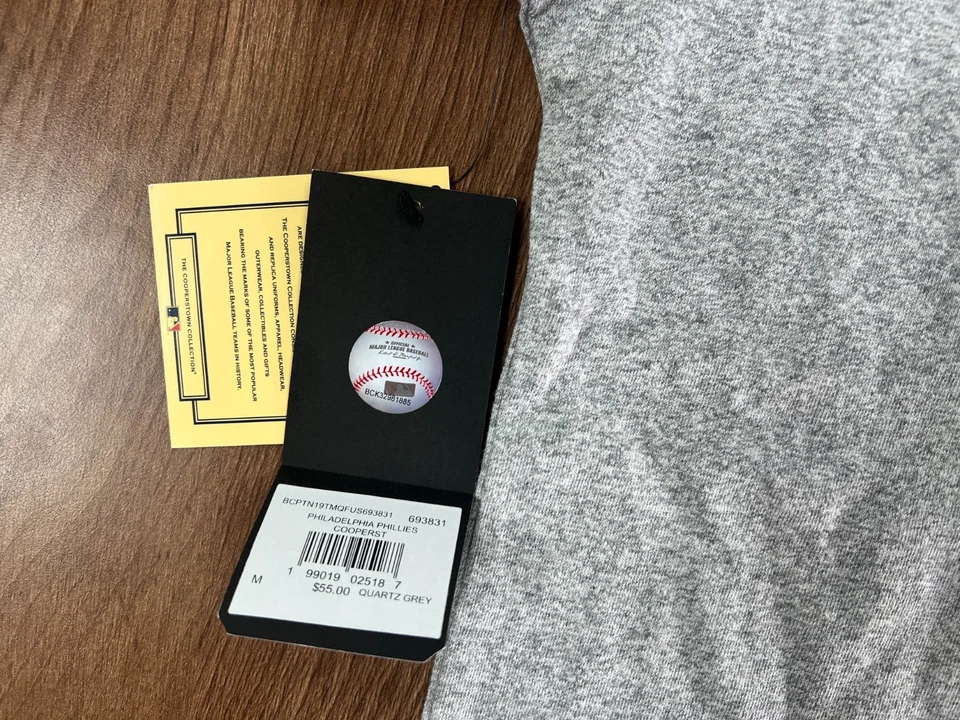 ARE DESIGNE
THE COOPERSTOWN COLLECTION CON
AND REPLICA UNIFORMS, APPAREL, HEADWEAR,
OUTERWEAR, COLLECTIBLES AND GIFTS
BEARING THE MARKS OF SOME OF THE MOST POPULAR
MAJOR LEAGUE BASEBALL TEAMS IN HISTORY.
THE COOPERSTOWN COLLECTION®
★ OFFICIAL ★
MAJOR LEAGUE BASEBALL
BCK32981885
BCPTN19TMQFUS693831 693831
PHILADELPHIA PHILLIES
COOPERST
1 99019 02518 7
M $55.00 QUARTZ GREY